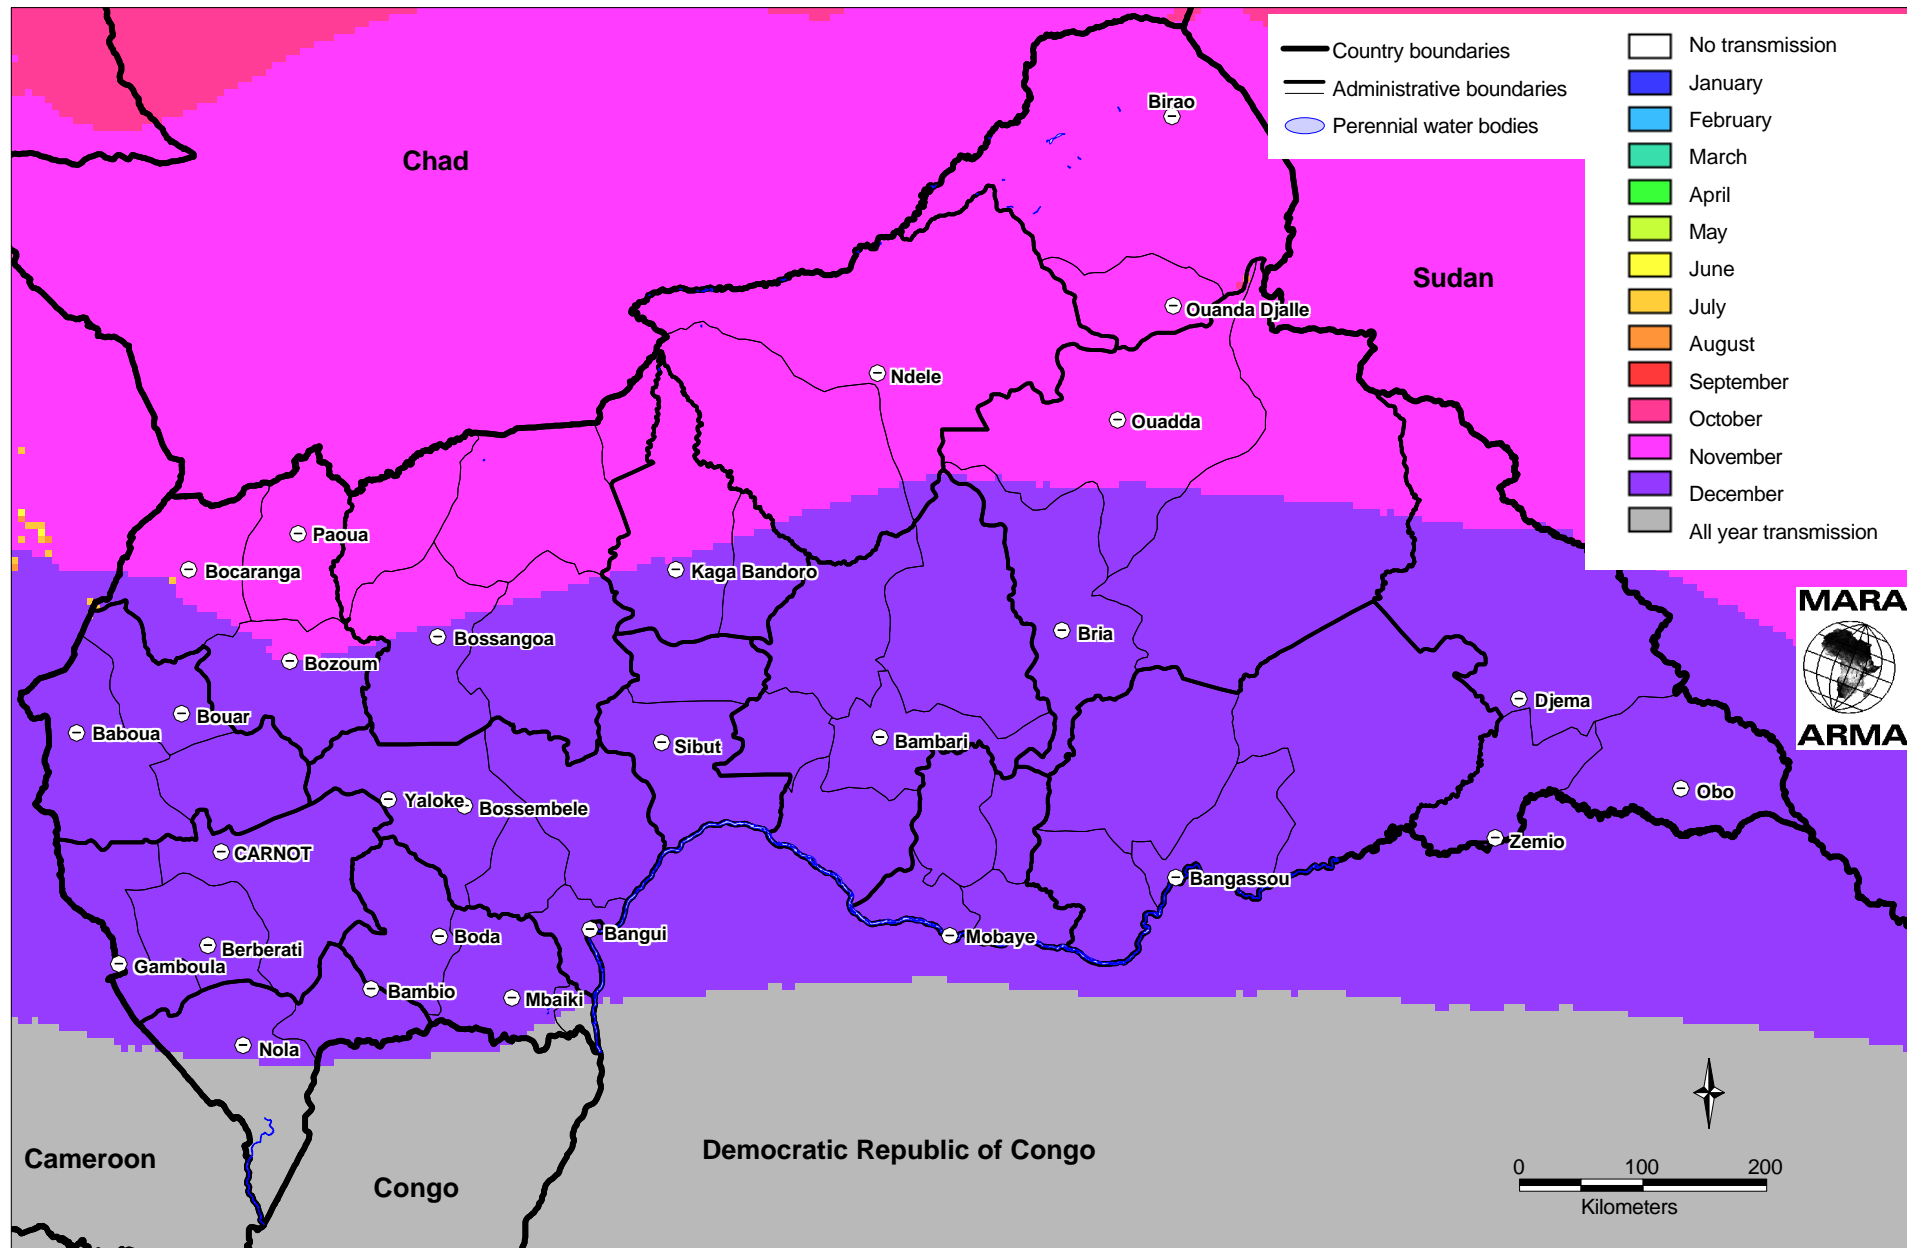 Country boundaries
Administrative boundaries
Perennial water bodies
No transmission
January
February
March
April
May
June
July
August
September
October
November
December
All year transmission
Birao
Chad
Sudan
Ouanda Djalle
Ndele
Ouadda
Paoua
Bocaranga
Kaga Bandoro
MARA
ARMA
Bossangoa
Bria
Bozoum
Djema
Bouar
Baboua
Sibut
Bambari
Obo
Yaloke
Bossembele
Zemio
CARNOT
Bangassou
Bangui
Boda
Mobaye
Berberati
Gamboula
Bambio
Mbaiki
Nola
Democratic Republic of Congo
Cameroon
Congo
0 100 200
Kilometers